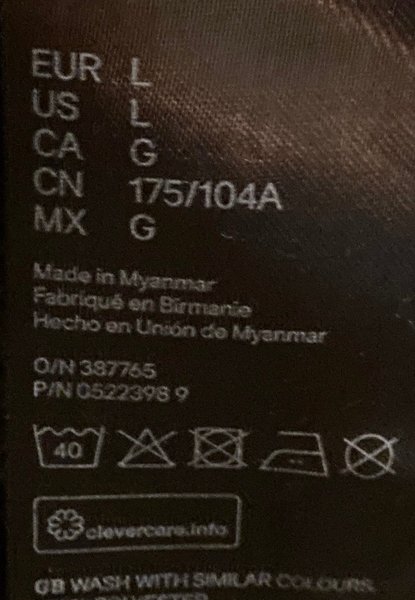 EUR L
US L
CA G
CN 175/104A
MX G
Made in Myanmar
Fabriqué en Birmanie
Hecho en Unión de Myanmar
O/N 387765
P/N 0522398 9
40
clevercare.info
GB WASH WITH SIMILAR COLOURS.